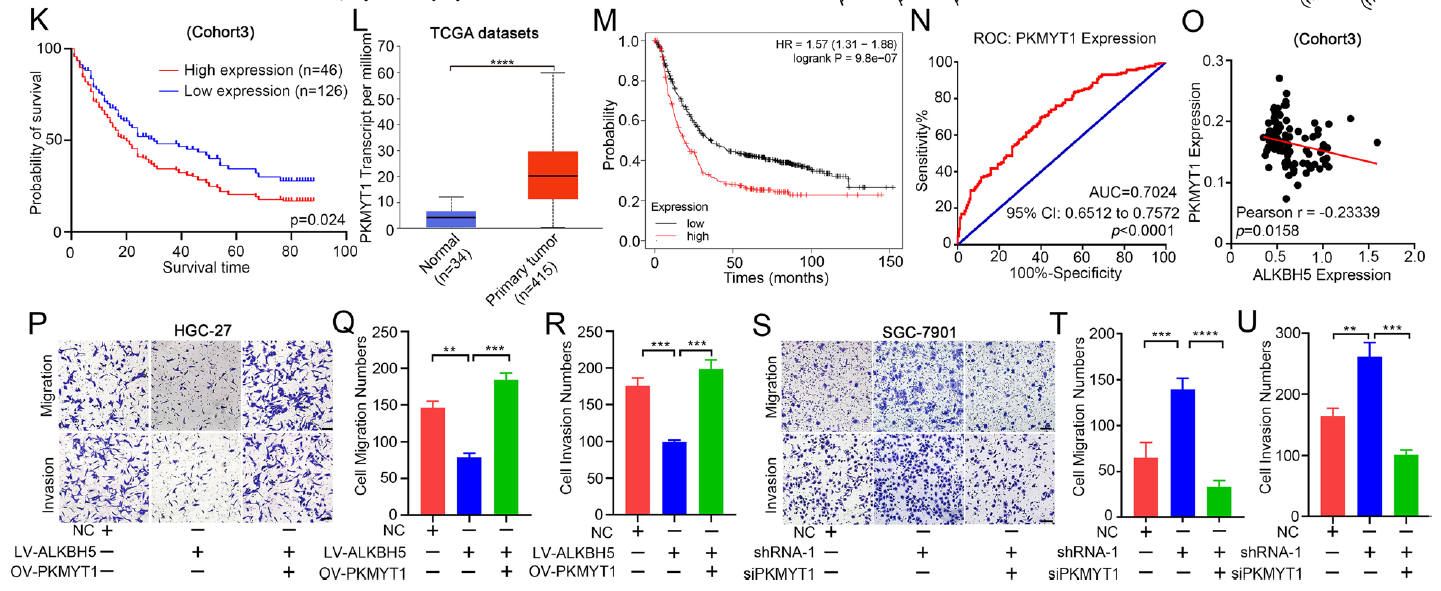 K
(Cohort3)
High expression (n=46)
Low expression (n=126)
Probability of survival
100
50
0
p=0.024
0 20 40 60 80 100
Survival time
L
TCGA datasets
PKMYT1 Transcript per milliom
70
60
50
40
30
20
10
0
****
Normal
(n=34)
Primary tumor
(n=415)
M
HR = 1.57 (1.31 − 1.88)
logrank P = 9.8e−07
Probability
1.0
0.8
0.6
0.4
0.2
0.0
Expression
low
high
0 50 100 150
Times (months)
N
ROC: PKMYT1 Expression
Sensitivity%
100
80
60
40
20
0
AUC=0.7024
95% CI: 0.6512 to 0.7572
p<0.0001
0 20 40 60 80 100
100%-Specificity
O
(Cohort3)
PKMYT1 Expression
0.3
0.2
0.1
0
Pearson r = -0.23339
p=0.0158
0 0.5 1.0 1.5 2.0
ALKBH5 Expression
P
HGC-27
Migration
Invasion
NC + − −
LV-ALKBH5 − + +
OV-PKMYT1 − − +
Q
Cell Migration Numbers
250
200
150
100
50
0
** ***
NC + − −
LV-ALKBH5 − + +
OV-PKMYT1 − − +
R
Cell Invasion Numbers
250
200
150
100
50
0
*** ***
NC + − −
LV-ALKBH5 − + +
OV-PKMYT1 − − +
S
SGC-7901
Migration
Invasion
NC + − −
shRNA-1 − + +
siPKMYT1 − − +
T
Cell Migration Numbers
200
150
100
50
0
*** ****
NC + − −
shRNA-1 − + +
siPKMYT1 − − +
U
Cell Invasion Numbers
300
200
100
0
** ***
NC + − −
shRNA-1 − + +
siPKMYT1 − − +